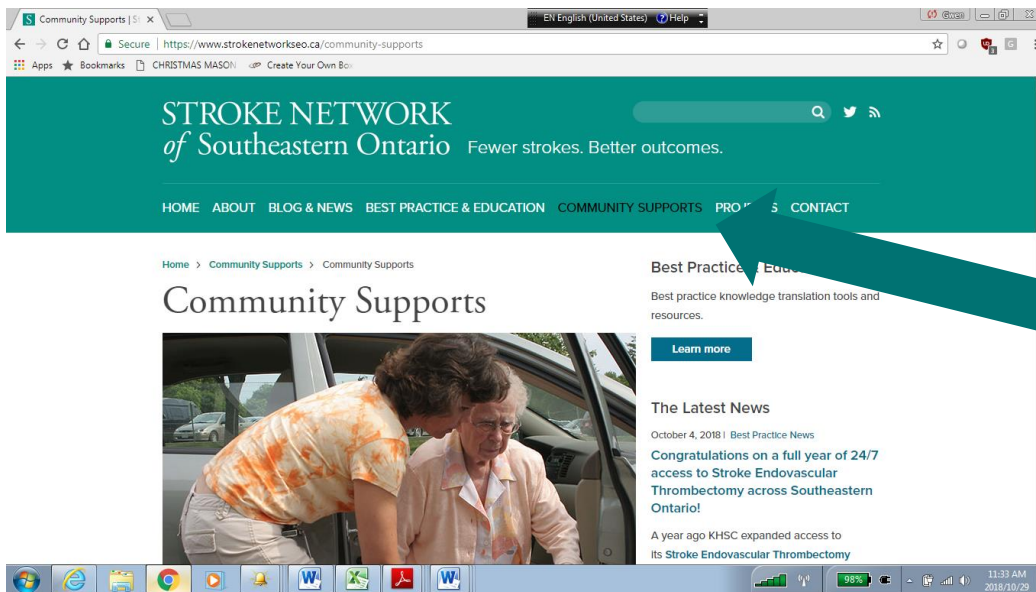 Community Supports | St
EN English (United States) Help
Gwen
Secure | https://www.strokenetworkseo.ca/community-supports
Apps Bookmarks CHRISTMAS MASON Create Your Own Bo
STROKE NETWORK
of Southeastern Ontario Fewer strokes. Better outcomes.
HOME ABOUT BLOG & NEWS BEST PRACTICE & EDUCATION COMMUNITY SUPPORTS CONTACT
Home > Community Supports > Community Supports
Community Supports
Best Practice
Best practice knowledge translation tools and
resources.
Learn more
The Latest News
October 4, 2018 | Best Practice News
Congratulations on a full year of 24/7
access to Stroke Endovascular
Thrombectomy across Southeastern
Ontario!
A year ago KHSC expanded access to
its Stroke Endovascular Thrombectomy
98%
11:33 AM
2018/10/29